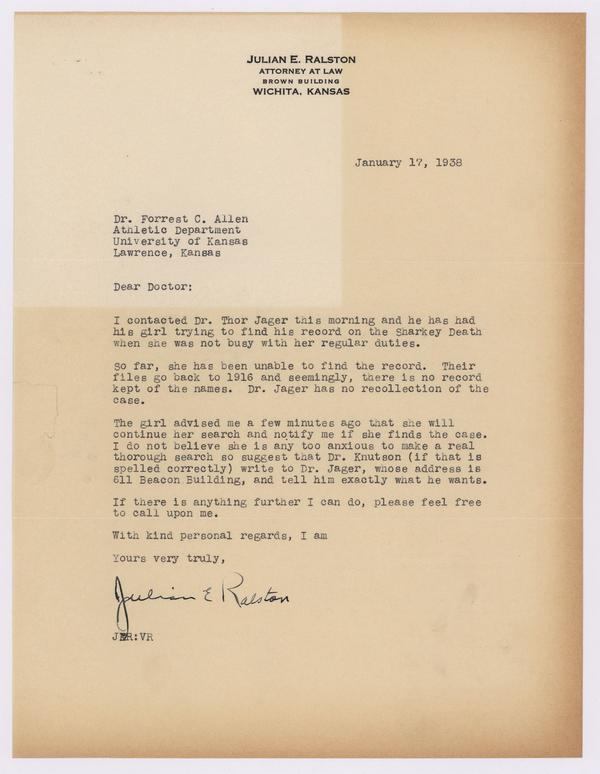 JULIAN E. RALSTON
ATTORNEY AT LAW
BROWN BUILDING
WICHITA, KANSAS
January 17, 1938
Dr. Forrest C. Allen
Athletic Department
University of Kansas
Lawrence, Kansas
Dear Doctor:
I contacted Dr. Thor Jager this morning and he has had
his girl trying to find his record on the Sharkey Death
when she was not busy with her regular duties.
So far, she has been unable to find the record. Their
files go back to 1916 and seemingly, there is no record
kept of the names. Dr. Jager has no recollection of the
case.
The girl advised me a few minutes ago that she will
continue her search and notify me if she finds the case.
I do not believe she is any too anxious to make a real
thorough search so suggest that Dr. Knutson (if that is
spelled correctly) write to Dr. Jager, whose address is
611 Beacon Building, and tell him exactly what he wants.
If there is anything further I can do, please feel free
to call upon me.
With kind personal regards, I am
Yours very truly,
Julian E Ralston
JER:VR